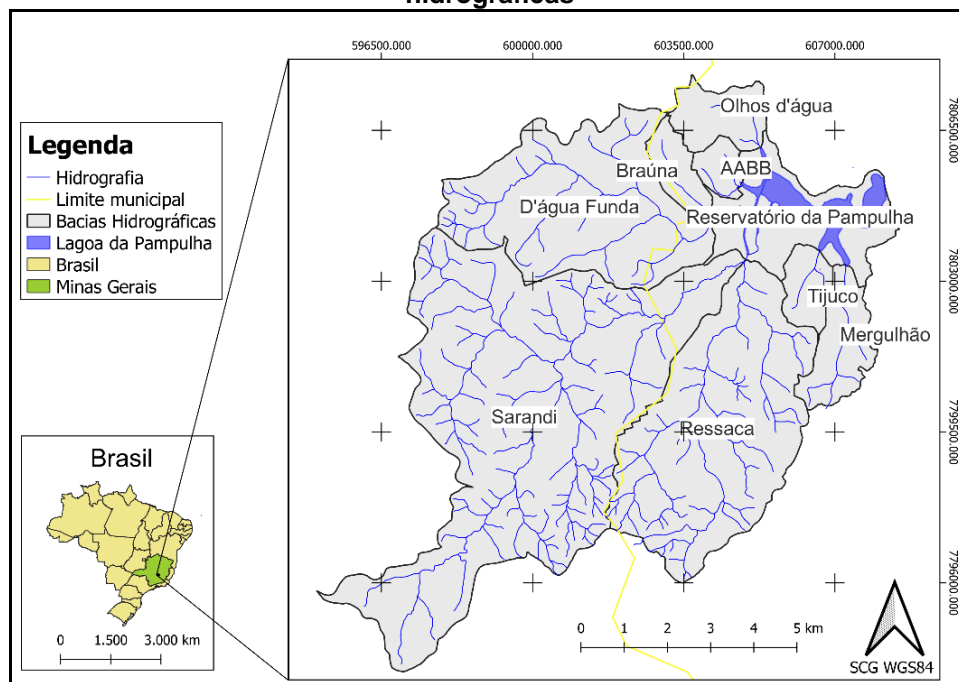 hidrográficas
596500.000 600000.000 603500.000 607000.000
7806500.000
7803000.000
7799500.000
7796000.000
Legenda
Hidrografia
Limite municipal
Bacias Hidrográficas
Lagoa da Pampulha
Brasil
Minas Gerais
Olhos d'água
Braúna
AABB
D'água Funda
Reservatório da Pampulha
Tijuco
Mergulhão
Sarandi
Ressaca
Brasil
0 1.500 3.000 km
0 1 2 3 4 5 km
SCG WGS84